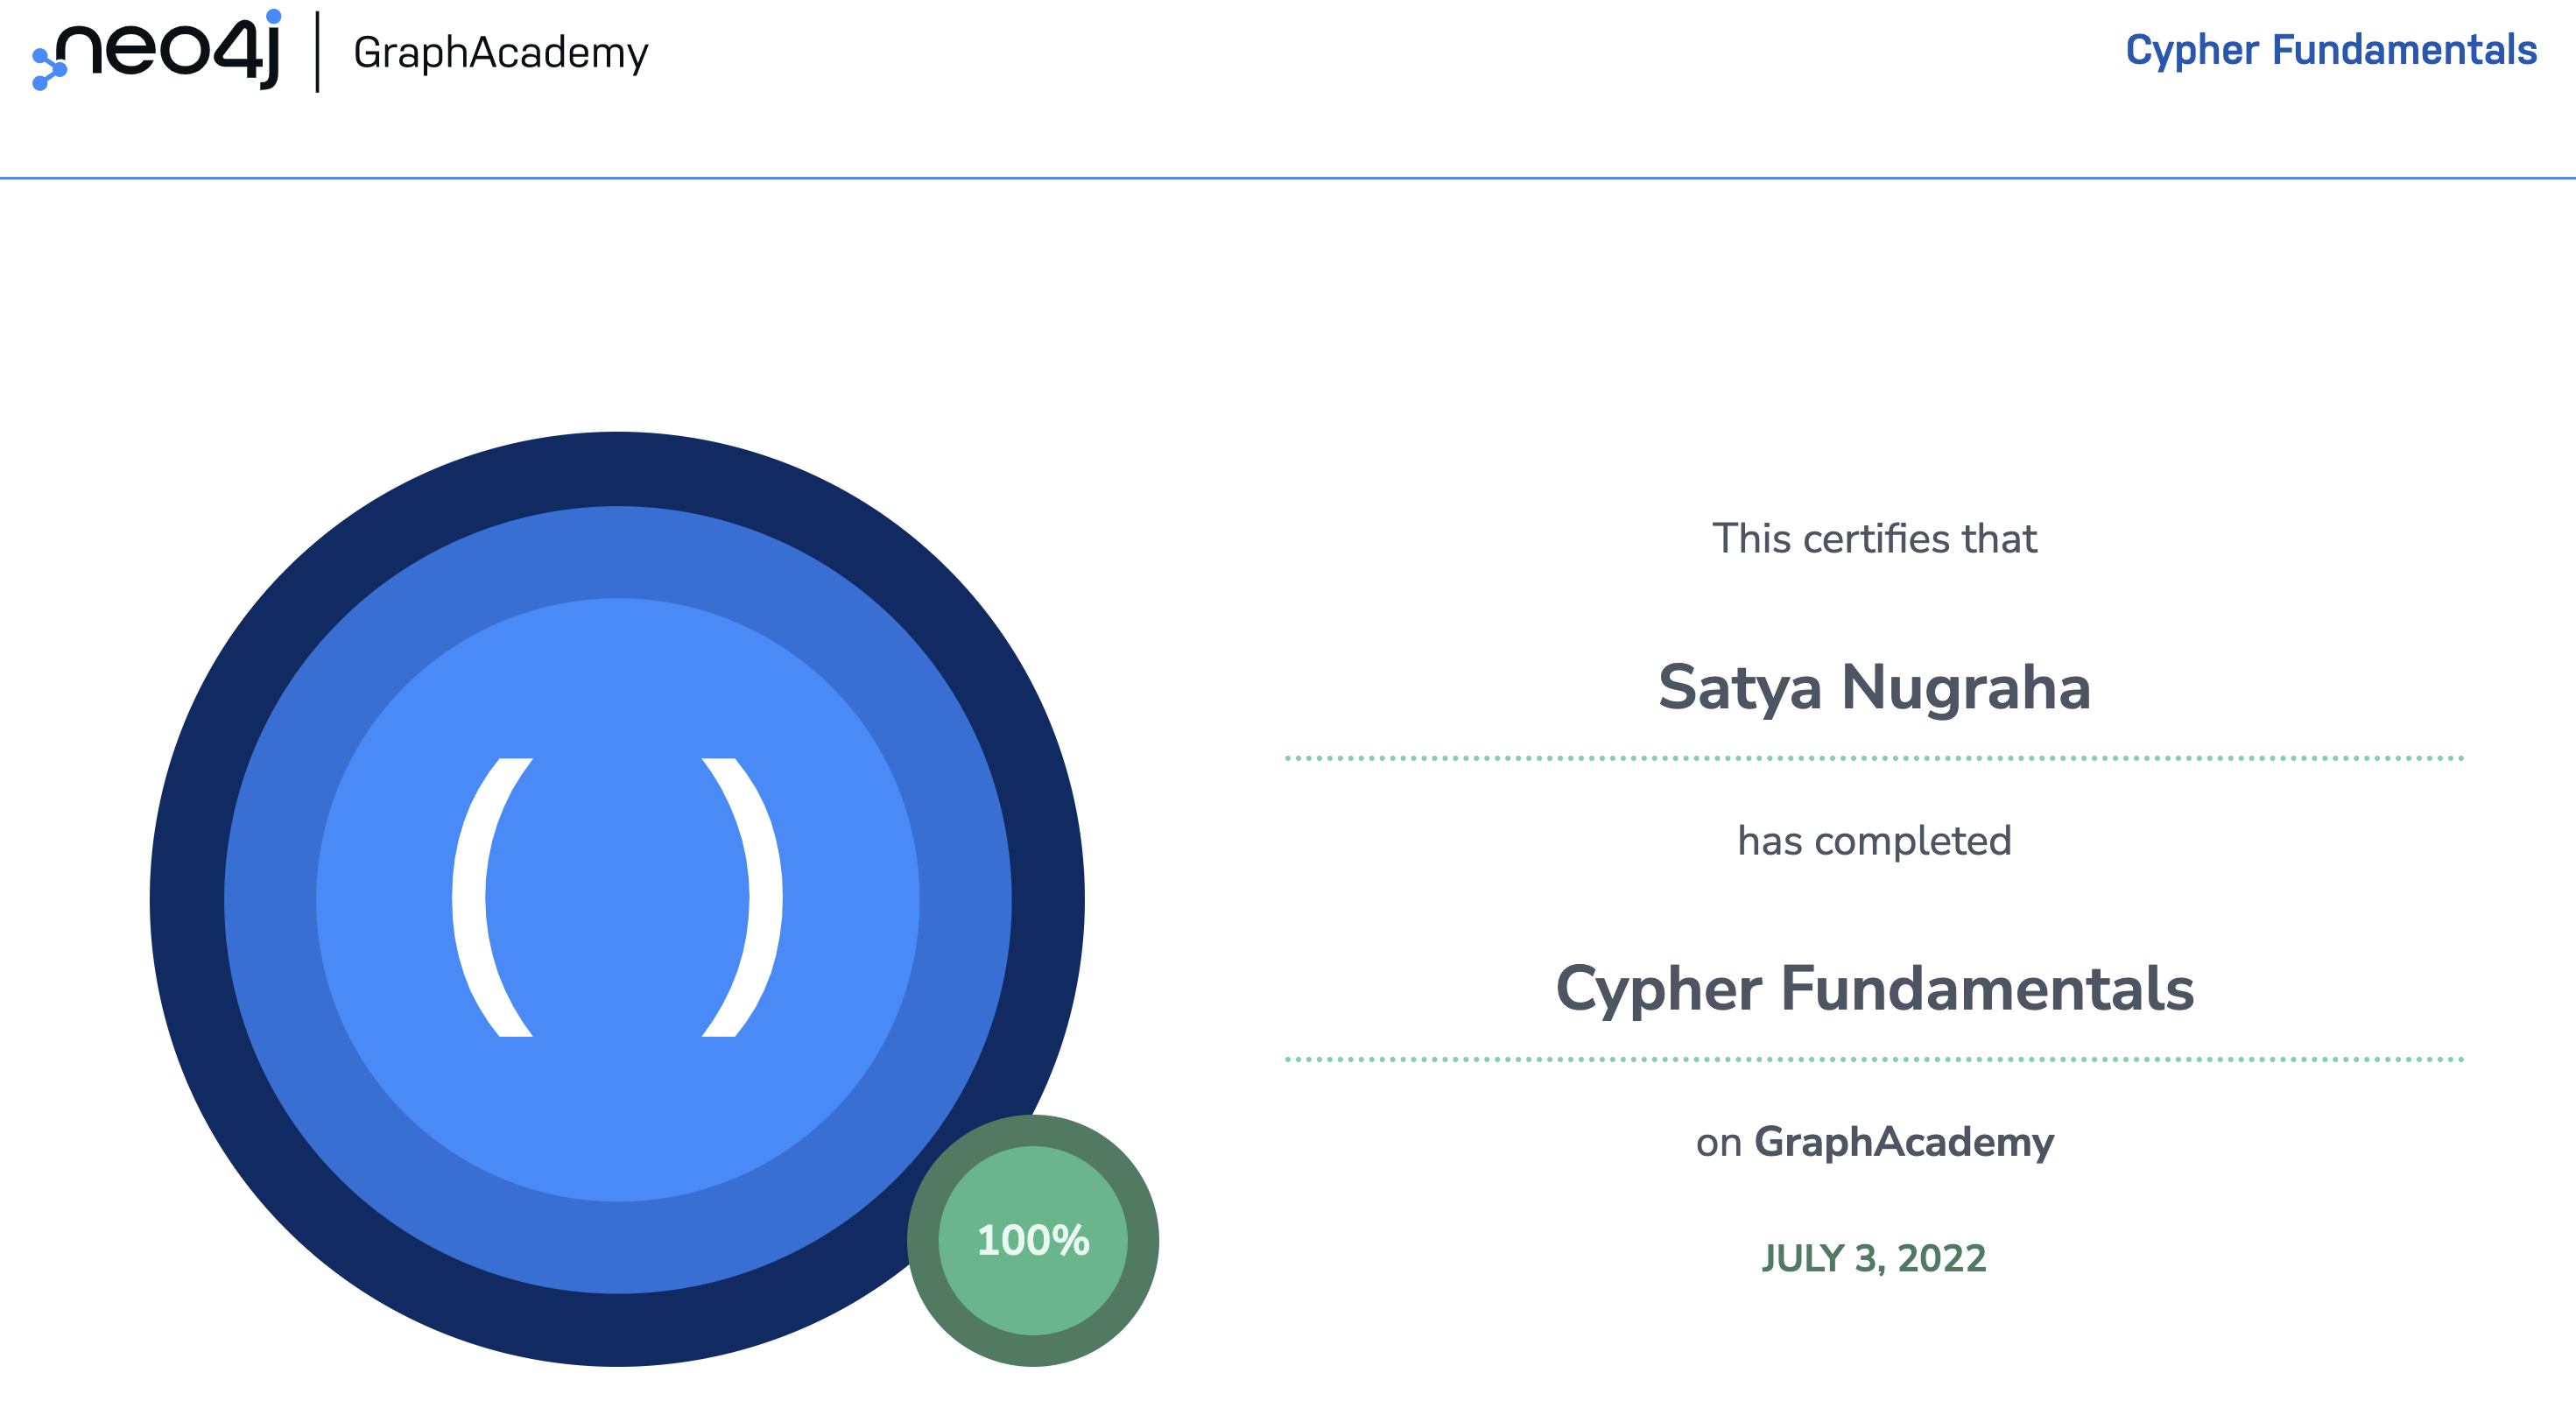 neo4j
GraphAcademy
Cypher Fundamentals
( )
100%
This certifies that
Satya Nugraha
has completed
Cypher Fundamentals
on GraphAcademy
JULY 3, 2022